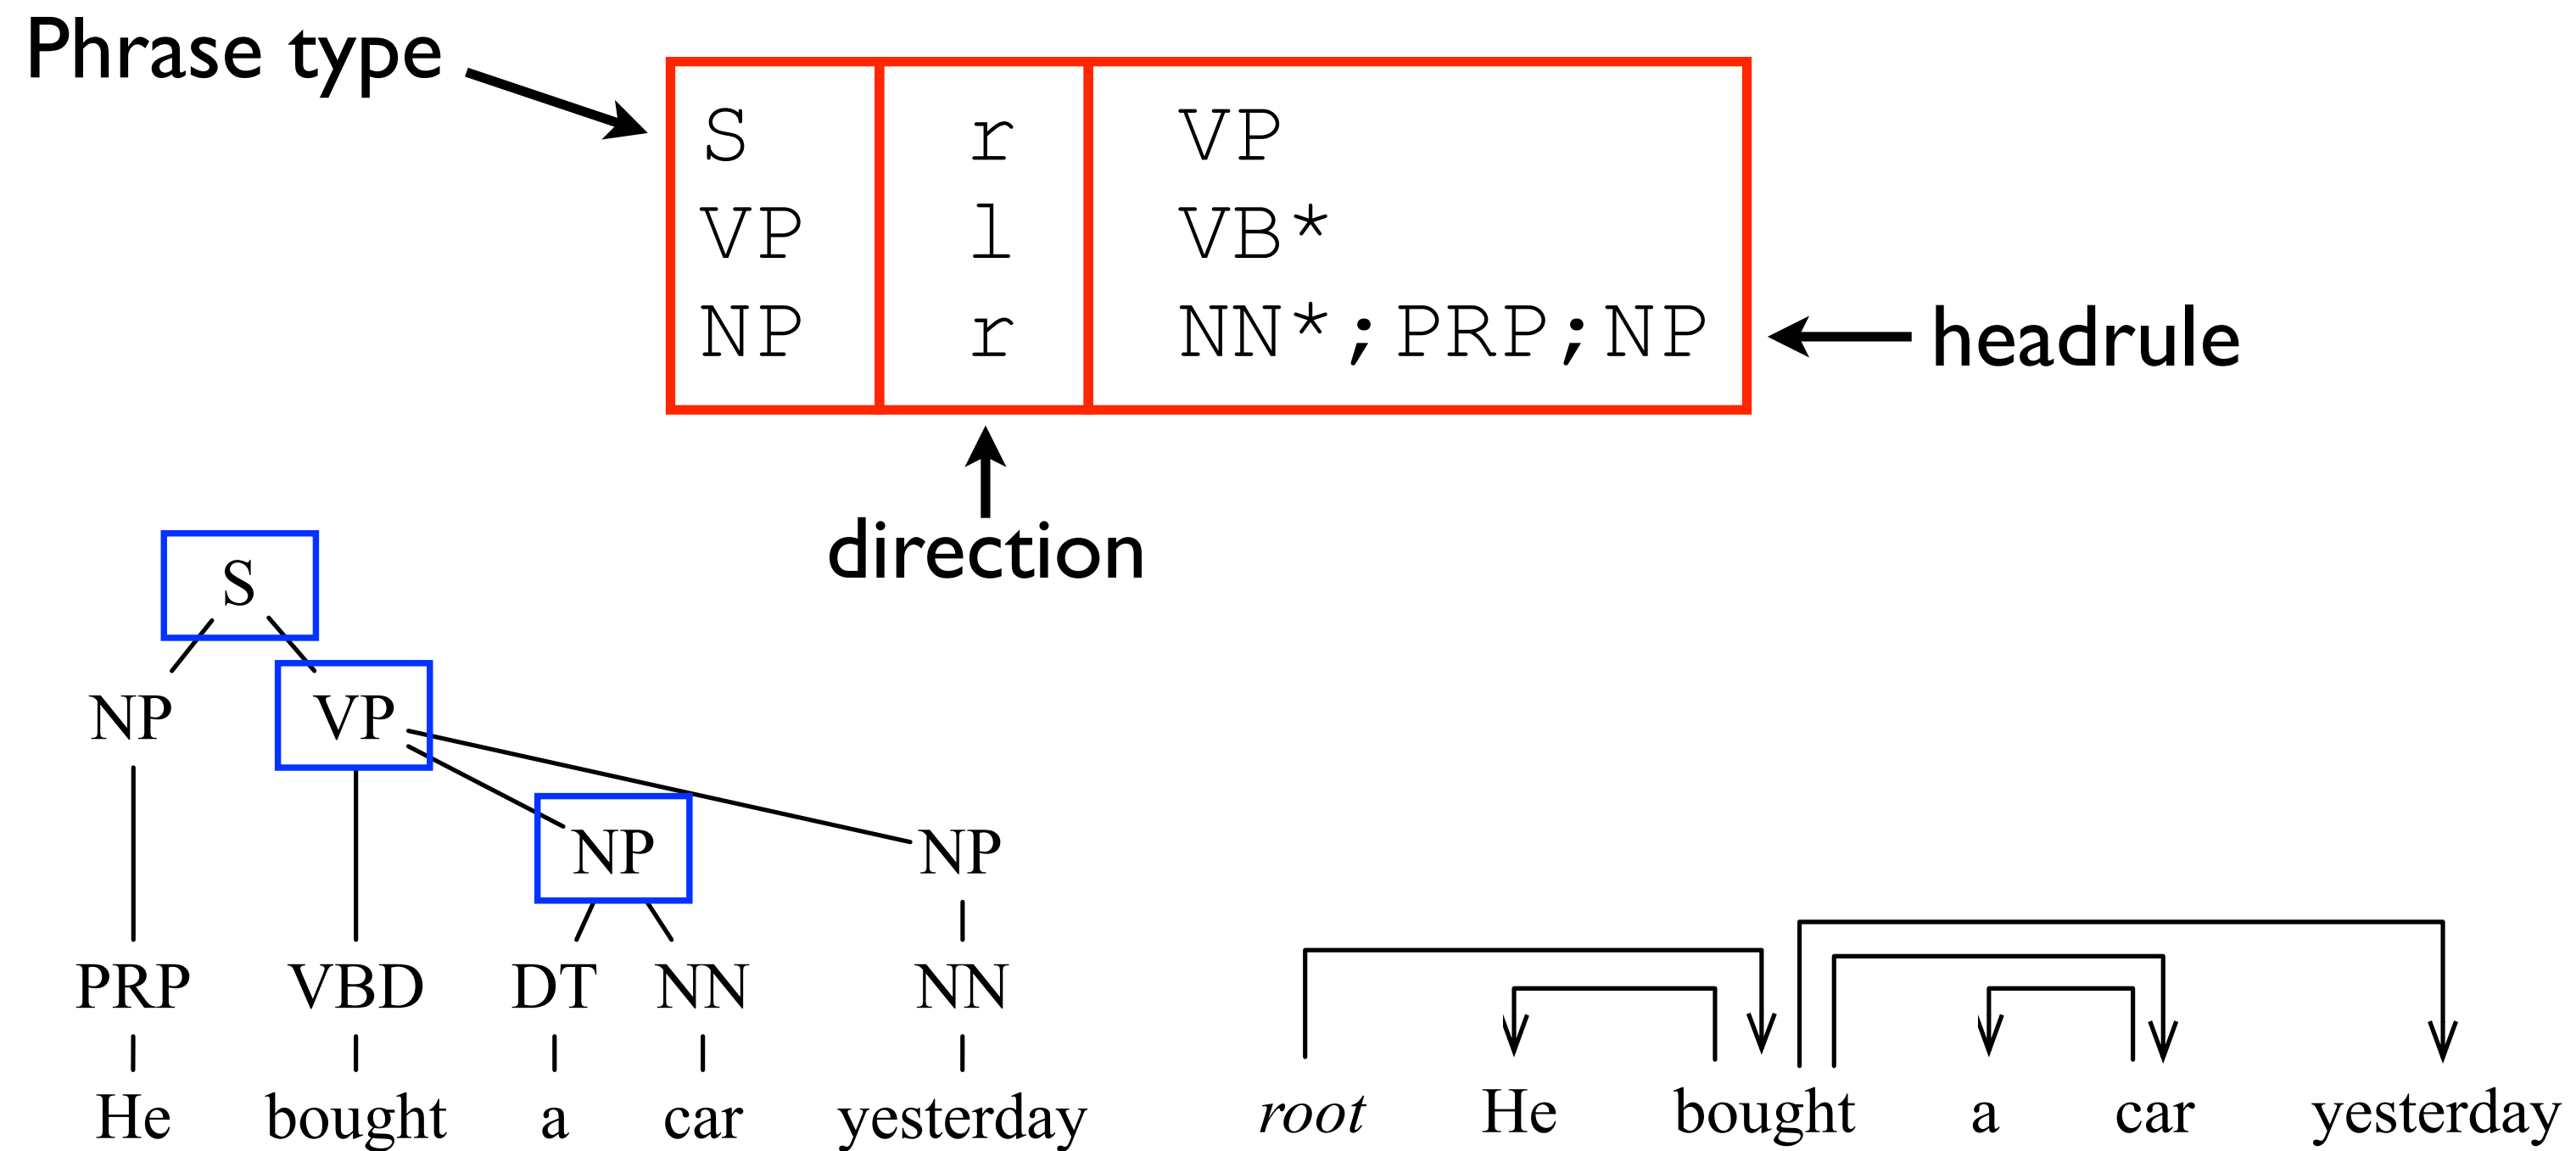 Phrase type
S r VP
VP l VB*
NP r NN*;PRP;NP
headrule
direction
S
NP VP
NP NP
PRP VBD DT NN NN
He bought a car yesterday
root He bought a car yesterday